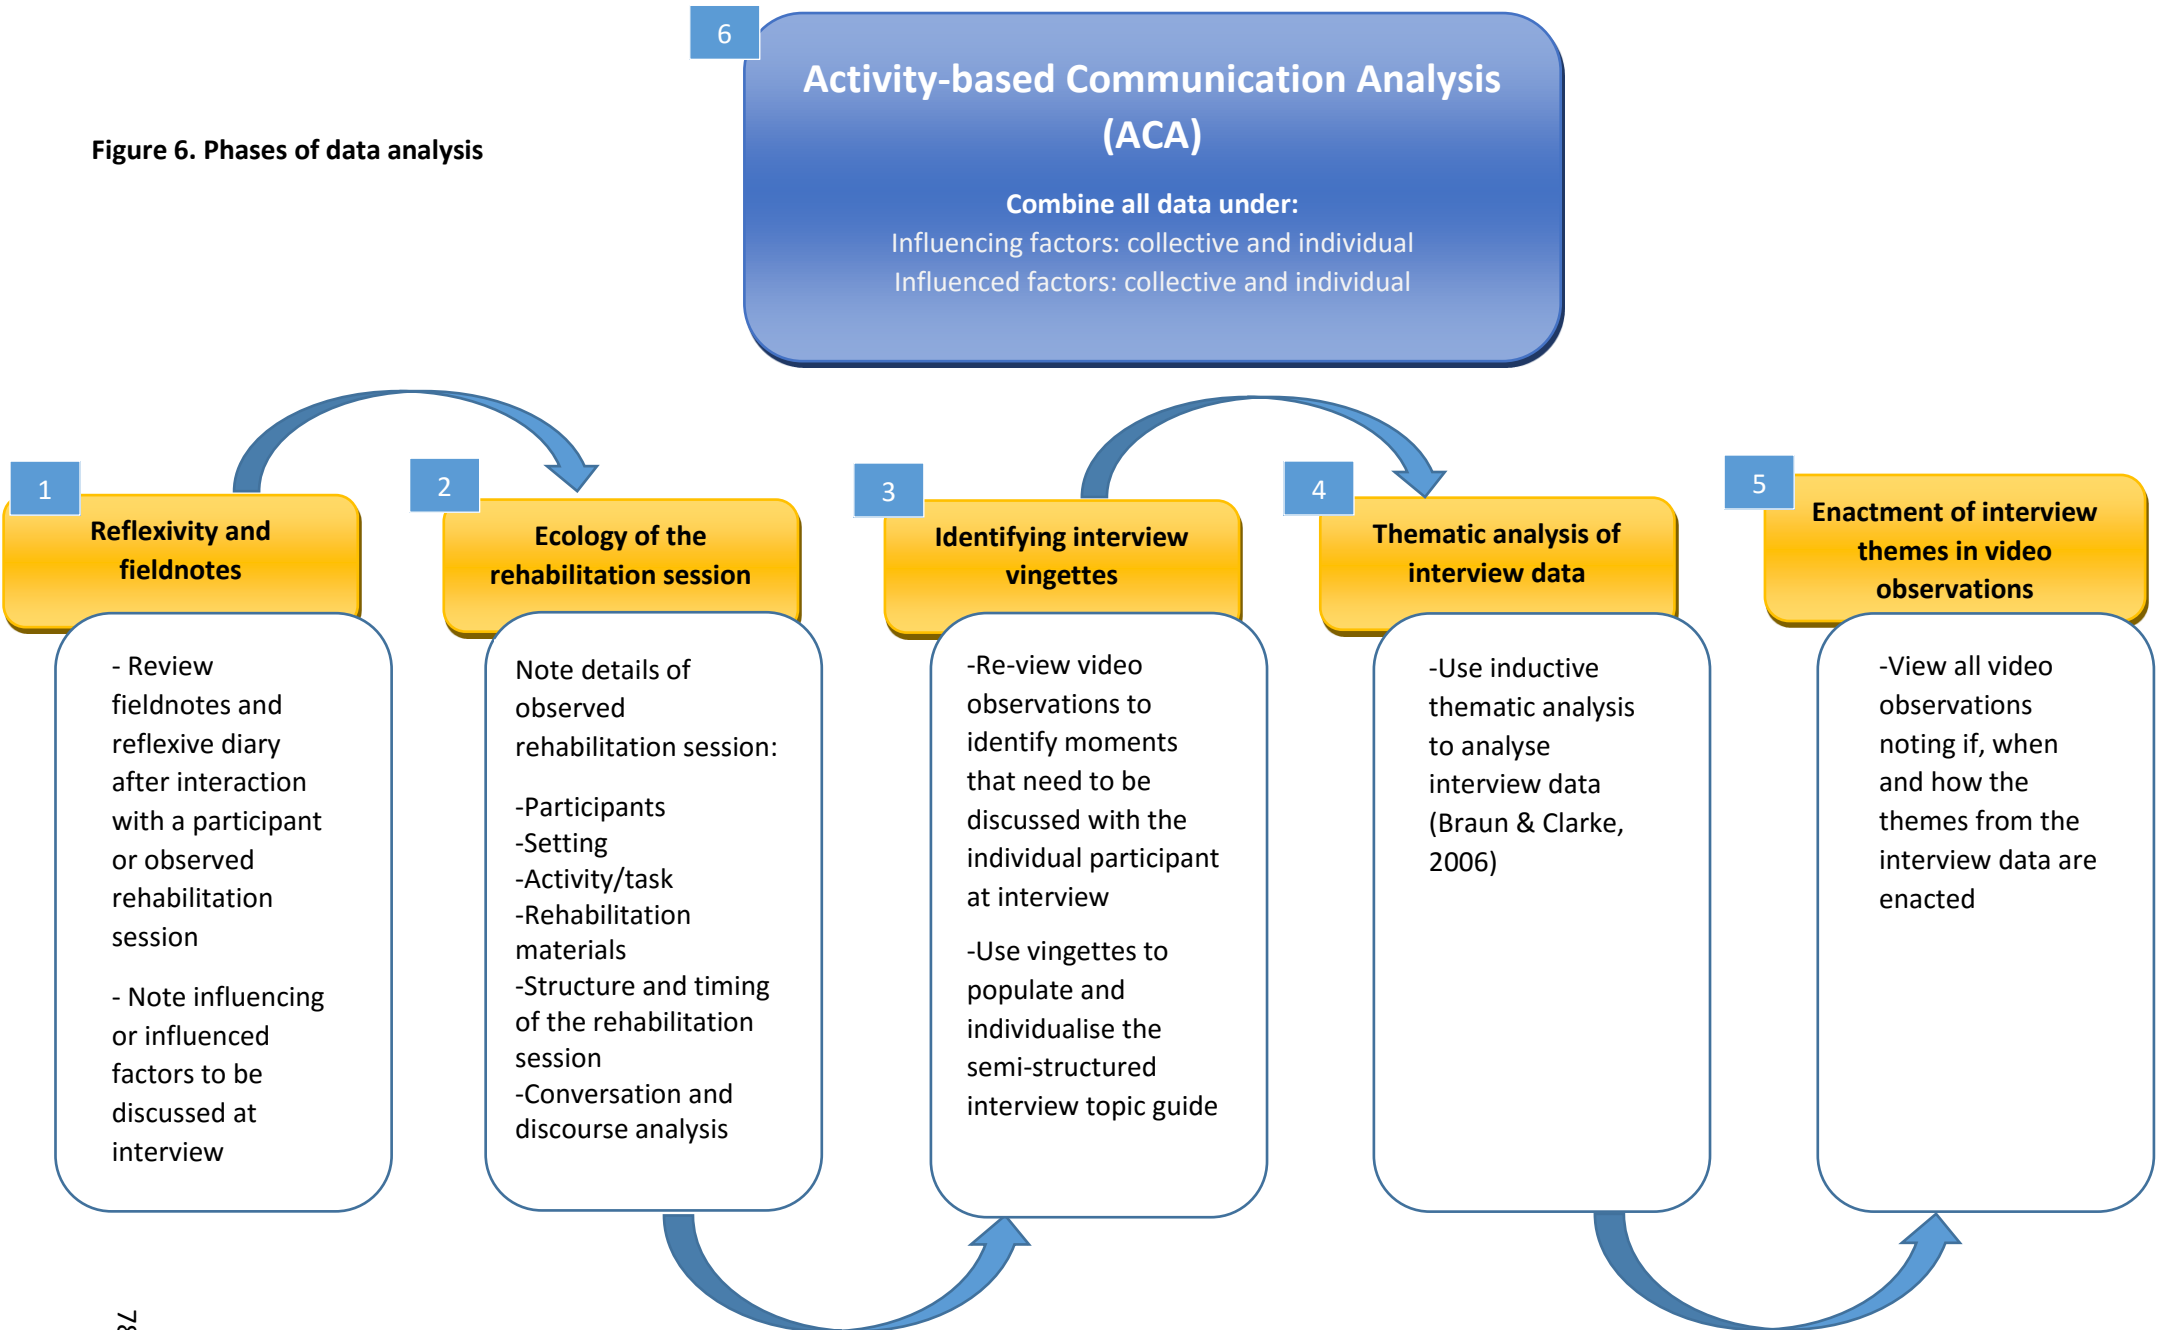 6
Activity-based Communication Analysis
(ACA)
Combine all data under:
Influencing factors: collective and individual
Influenced factors: collective and individual
Figure 6. Phases of data analysis
1
Reflexivity and
fieldnotes
- Review
fieldnotes and
reflexive diary
after interaction
with a participant
or observed
rehabilitation
session
- Note influencing
or influenced
factors to be
discussed at
interview
2
Ecology of the
rehabilitation session
Note details of
observed
rehabilitation session:
-Participants
-Setting
-Activity/task
-Rehabilitation
materials
-Structure and timing
of the rehabilitation
session
-Conversation and
discourse analysis
3
Identifying interview
vingettes
-Re-view video
observations to
identify moments
that need to be
discussed with the
individual participant
at interview
-Use vingettes to
populate and
individualise the
semi-structured
interview topic guide
4
Thematic analysis of
interview data
-Use inductive
thematic analysis
to analyse
interview data
(Braun & Clarke,
2006)
5
Enactment of interview
themes in video
observations
-View all video
observations
noting if, when
and how the
themes from the
interview data are
enacted
78